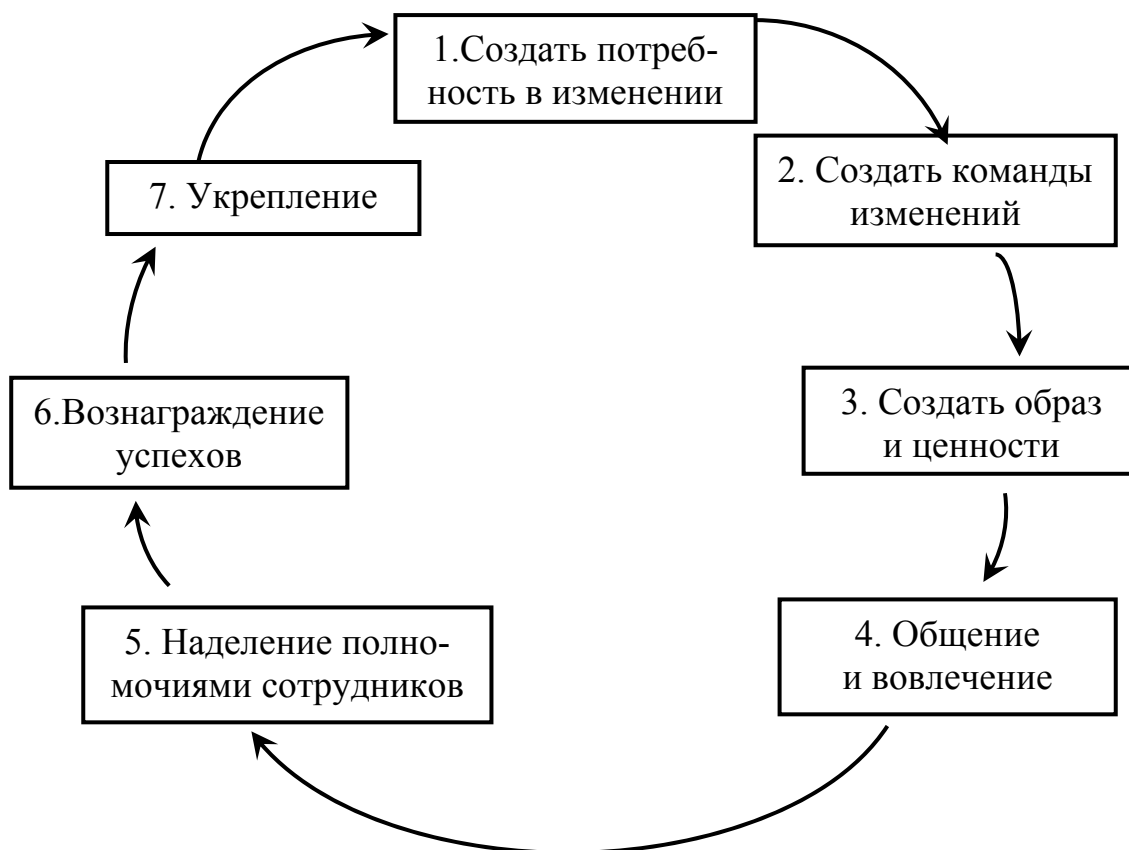 1.Создать потреб-
ность в изменении
2. Создать команды
изменений
3. Создать образ
и ценности
4. Общение
и вовлечение
5. Наделение полно-
мочиями сотрудников
6.Вознаграждение
успехов
7. Укрепление